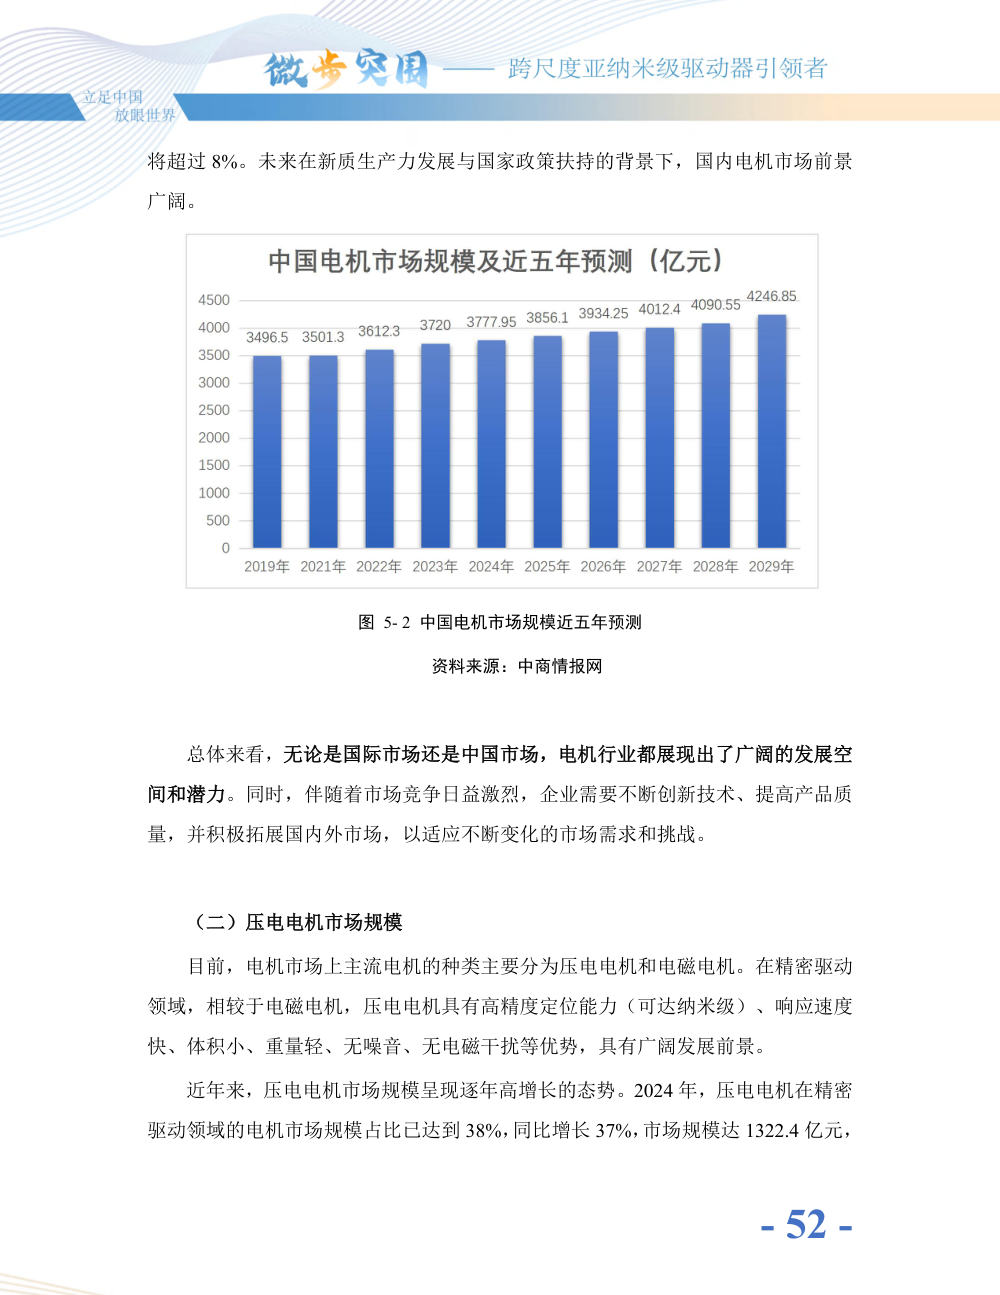 微步突围 —— 跨尺度亚纳米级驱动器引领者
立足中国
放眼世界
将超过 8%。未来在新质生产力发展与国家政策扶持的背景下，国内电机市场前景
广阔。
中国电机市场规模及近五年预测（亿元）
4500
4000
3500
3000
2500
2000
1500
1000
500
0
3496.5 3501.3 3612.3 3720 3777.95 3856.1 3934.25 4012.4 4090.55 4246.85
2019年 2021年 2022年 2023年 2024年 2025年 2026年 2027年 2028年 2029年
图 5- 2 中国电机市场规模近五年预测
资料来源：中商情报网
总体来看，无论是国际市场还是中国市场，电机行业都展现出了广阔的发展空
间和潜力。同时，伴随着市场竞争日益激烈，企业需要不断创新技术、提高产品质
量，并积极拓展国内外市场，以适应不断变化的市场需求和挑战。
（二）压电电机市场规模
目前，电机市场上主流电机的种类主要分为压电电机和电磁电机。在精密驱动
领域，相较于电磁电机，压电电机具有高精度定位能力（可达纳米级）、响应速度
快、体积小、重量轻、无噪音、无电磁干扰等优势，具有广阔发展前景。
近年来，压电电机市场规模呈现逐年高增长的态势。2024 年，压电电机在精密
驱动领域的电机市场规模占比已达到 38%，同比增长 37%，市场规模达 1322.4 亿元，
- 52 -